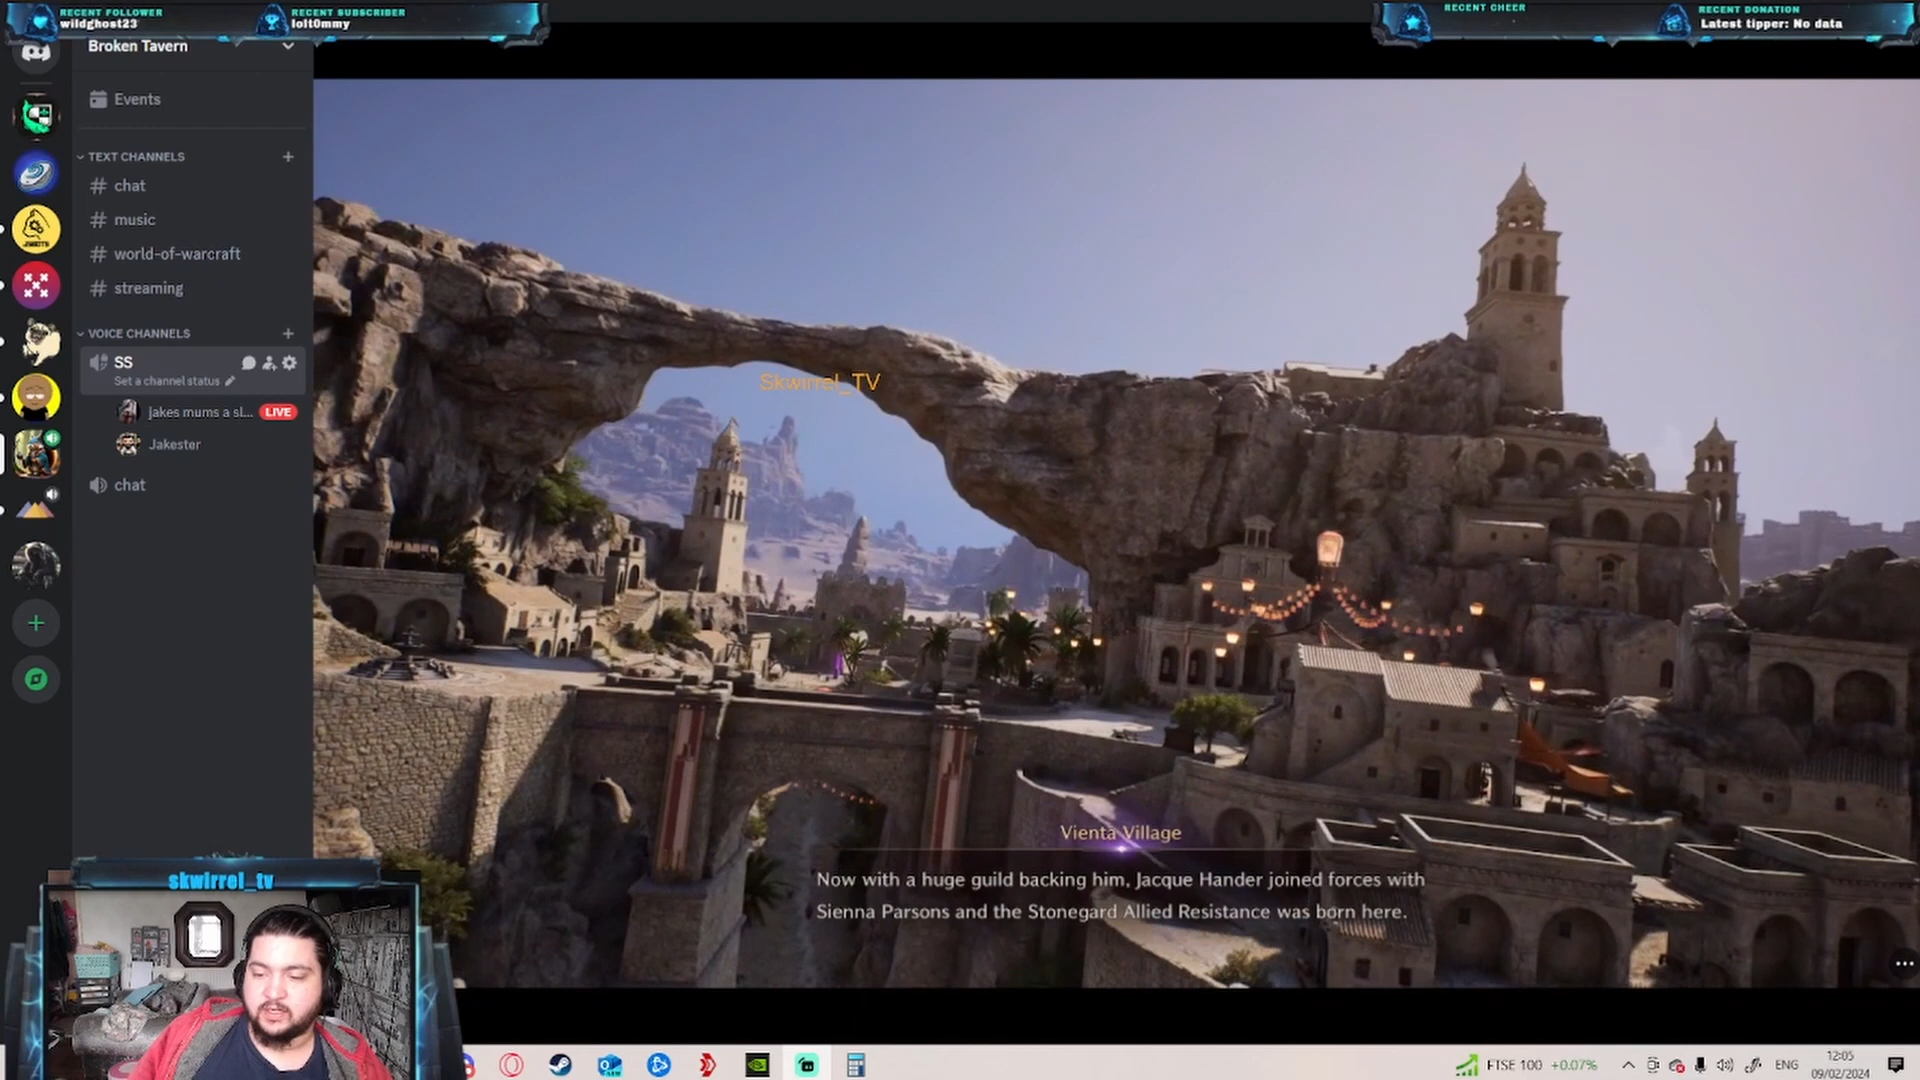 RECENT FOLLOWER
wildghost23
RECENT SUBSCRIBER
lolt0mmy
RECENT CHEER
RECENT DONATION
Latest tipper: No data
Broken Tavern
Events
TEXT CHANNELS
# chat
# music
# world-of-warcraft
# streaming
VOICE CHANNELS
SS
Set a channel status
jakes mums a sl...
LIVE
Jakester
chat
Skwirrel_TV
Vienta Village
Now with a huge guild backing him, Jacque Hander joined forces with
Sienna Parsons and the Stonegard Allied Resistance was born here.
skwirrel_tv
FTSE 100 +0.07%
ENG
12:05
09/02/2024